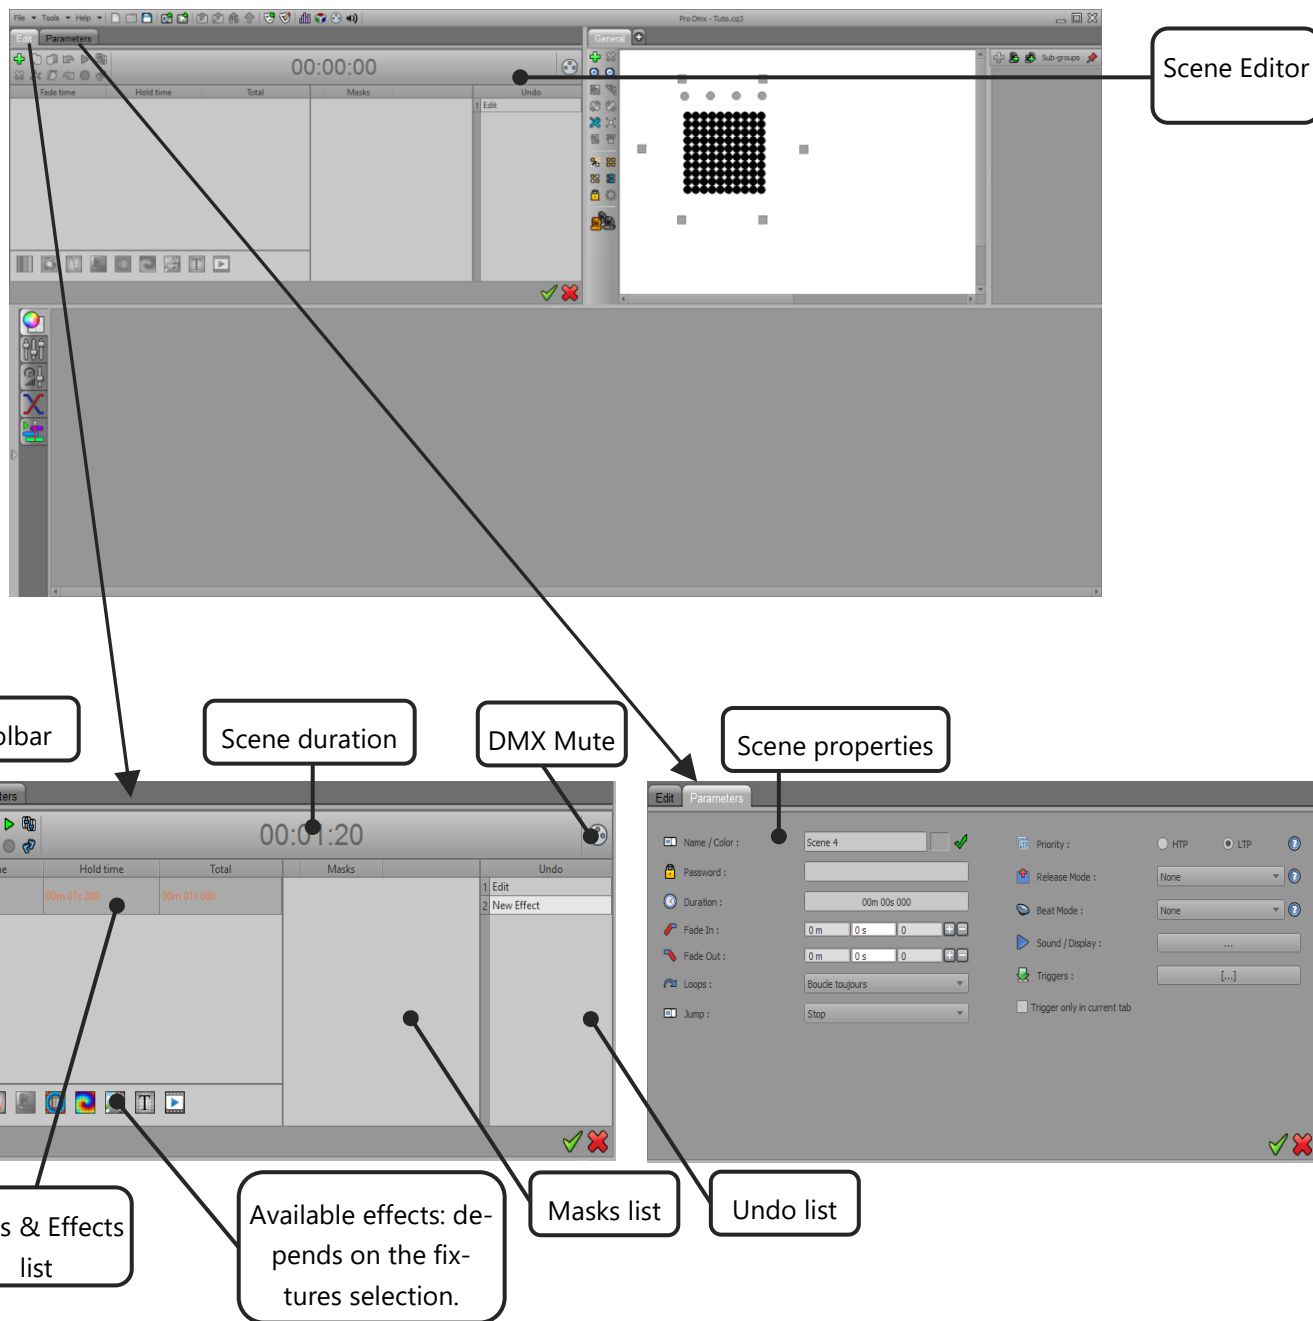 File Tools Help
Pro Dmx - Tuto.cq3
Edit Parameters
General
00:00:00
Sub-groups
Scene Editor
Fade time Hold time Total Masks Undo
1 Edit
olbar
Scene duration
DMX Mute
Scene properties
ters
00:01:20
ne Hold time Total Masks Undo
00m 01s 200 00m 01s 080
1 Edit
2 New Effect
Edit Parameters
Name / Color : Scene 4
Password :
Duration : 00m 00s 000
Fade In : 0 m 0 s 0
Fade Out : 0 m 0 s 0
Loops : Boucle toujours
Jump : Stop
Priority : HTP LTP
Release Mode : None
Beat Mode : None
Sound / Display : ...
Triggers : [...]
Trigger only in current tab
s & Effects
list
Available effects: de-
pends on the fix-
tures selection.
Masks list
Undo list